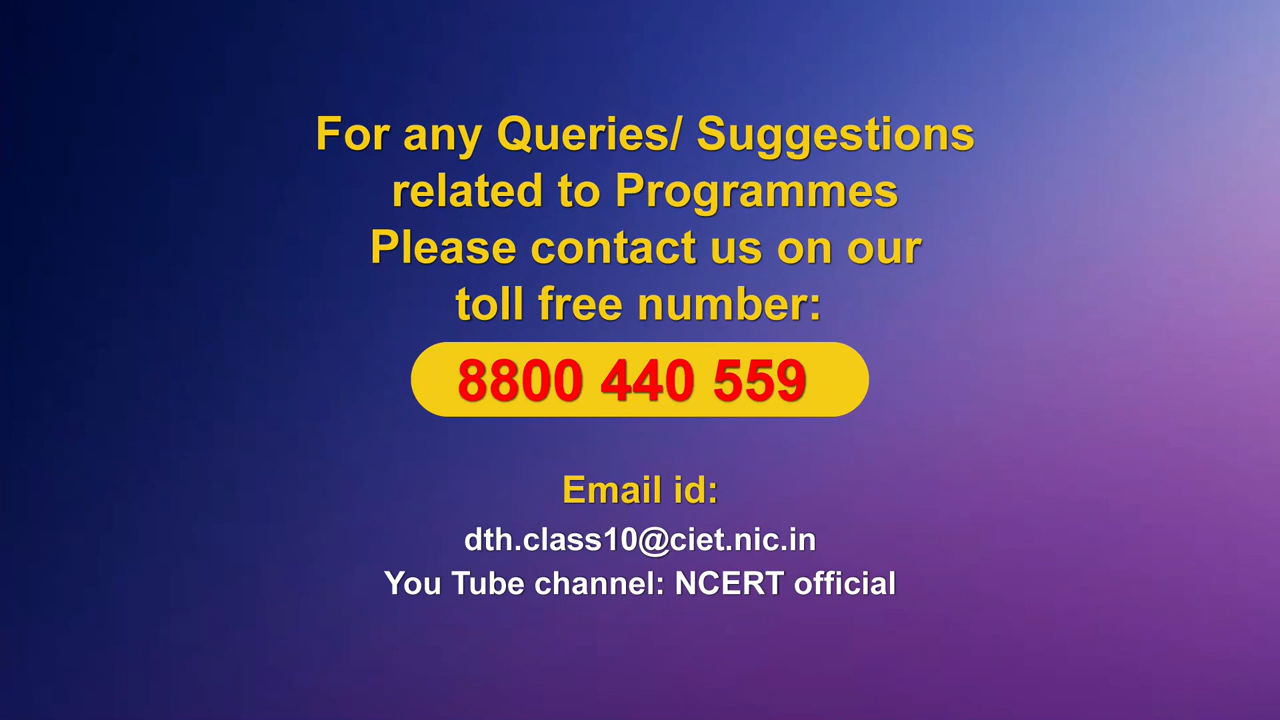 For any Queries/ Suggestions
related to Programmes
Please contact us on our
toll free number:
8800 440 559
Email id:
dth.class10@ciet.nic.in
You Tube channel: NCERT official